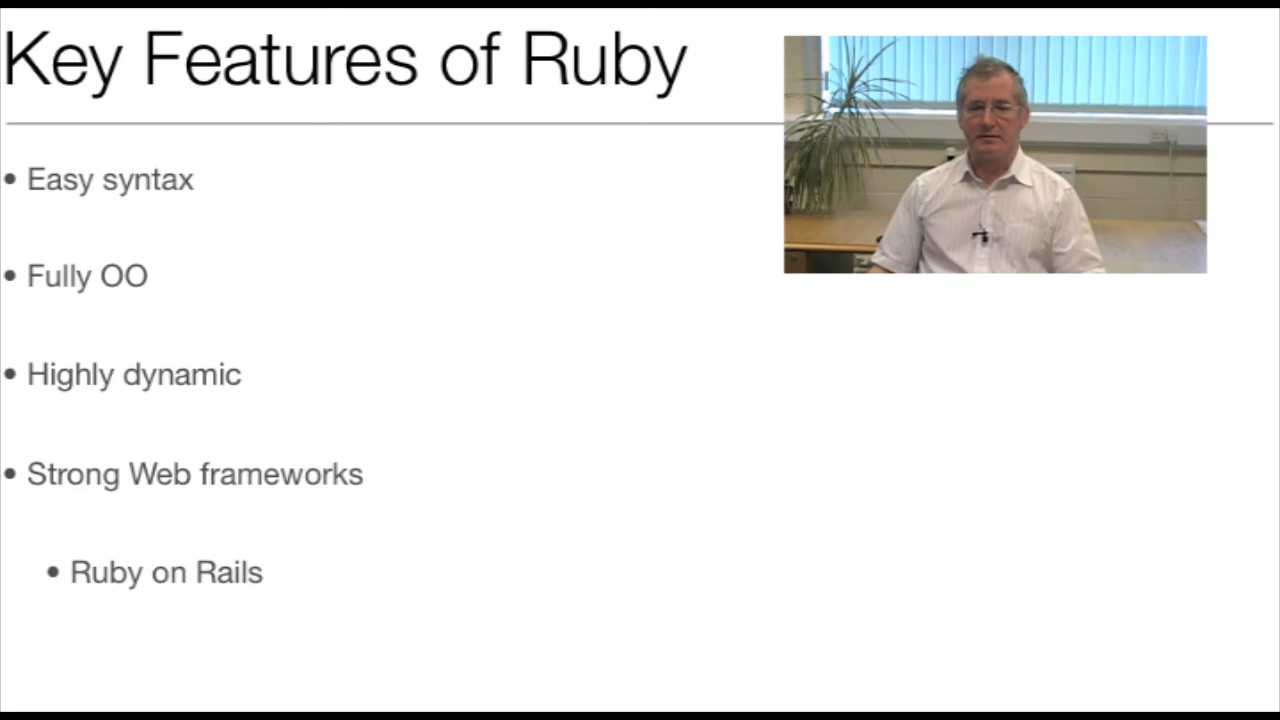 Key Features of Ruby
• Easy syntax
• Fully OO
• Highly dynamic
• Strong Web frameworks
• Ruby on Rails